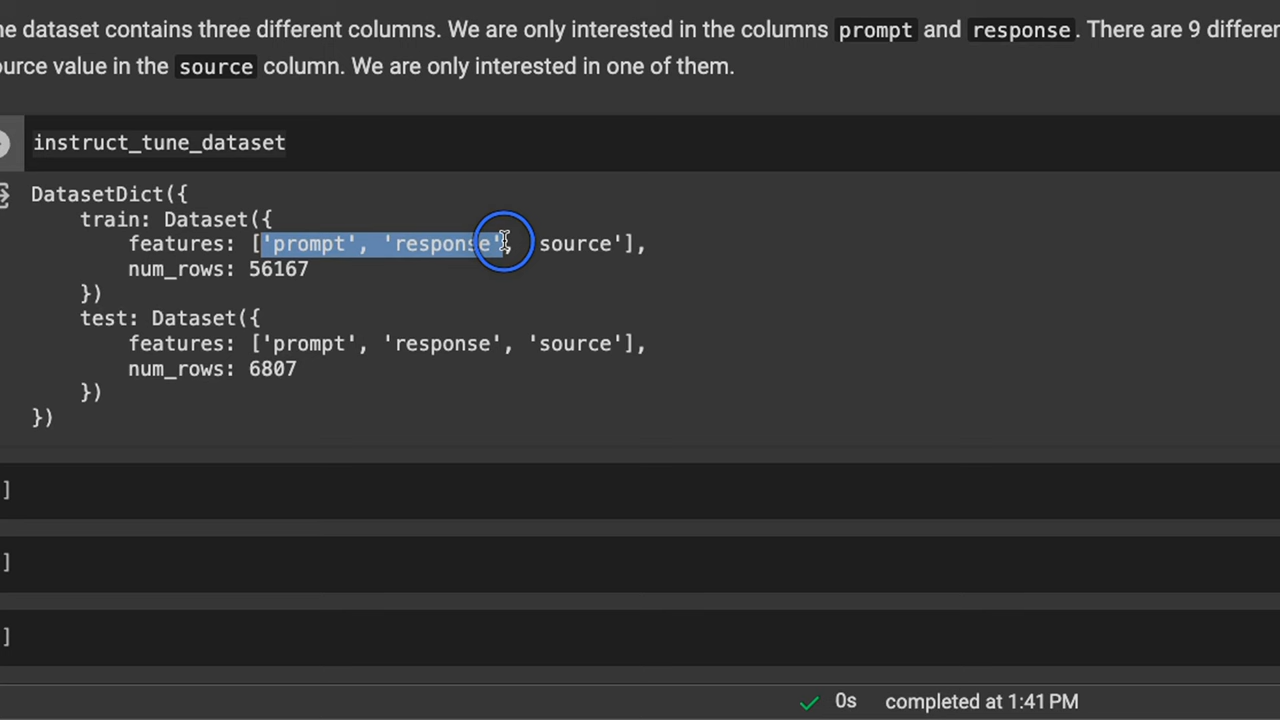 ne dataset contains three different columns. We are only interested in the columns prompt and response. There are 9 differen
ource value in the source column. We are only interested in one of them.
instruct_tune_dataset
DatasetDict({
    train: Dataset({
        features: ['prompt', 'response', 'source'],
        num_rows: 56167
    })
    test: Dataset({
        features: ['prompt', 'response', 'source'],
        num_rows: 6807
    })
})
]
]
]
0s completed at 1:41 PM